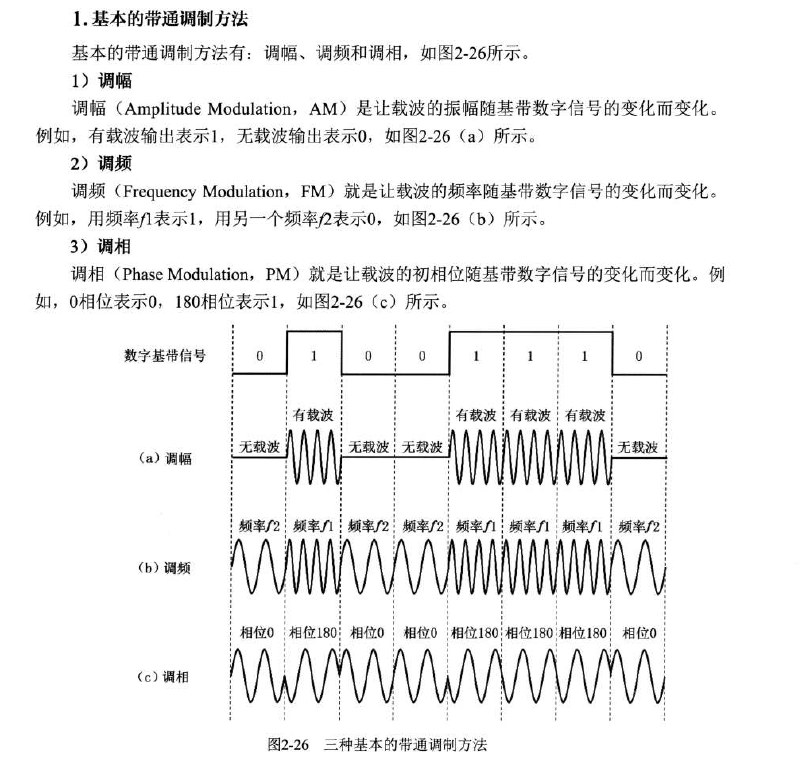 1.基本的带通调制方法
基本的带通调制方法有：调幅、调频和调相，如图2-26所示。
1）调幅
调幅（Amplitude Modulation，AM）是让载波的振幅随基带数字信号的变化而变化。
例如，有载波输出表示1，无载波输出表示0，如图2-26（a）所示。
2）调频
调频（Frequency Modulation，FM）就是让载波的频率随基带数字信号的变化而变化。
例如，用频率f1表示1，用另一个频率f2表示0，如图2-26（b）所示。
3）调相
调相（Phase Modulation，PM）就是让载波的初相位随基带数字信号的变化而变化。例
如，0相位表示0，180相位表示1，如图2-26（c）所示。
数字基带信号 0 1 0 0 1 1 1 0
有载波 有载波 有载波 有载波
（a）调幅 无载波 无载波 无载波 无载波
频率f2 频率f1 频率f2 频率f2 频率f1 频率f1 频率f1 频率f2
（b）调频
相位0 相位180 相位0 相位0 相位180 相位180 相位180 相位0
（c）调相
图2-26 三种基本的带通调制方法